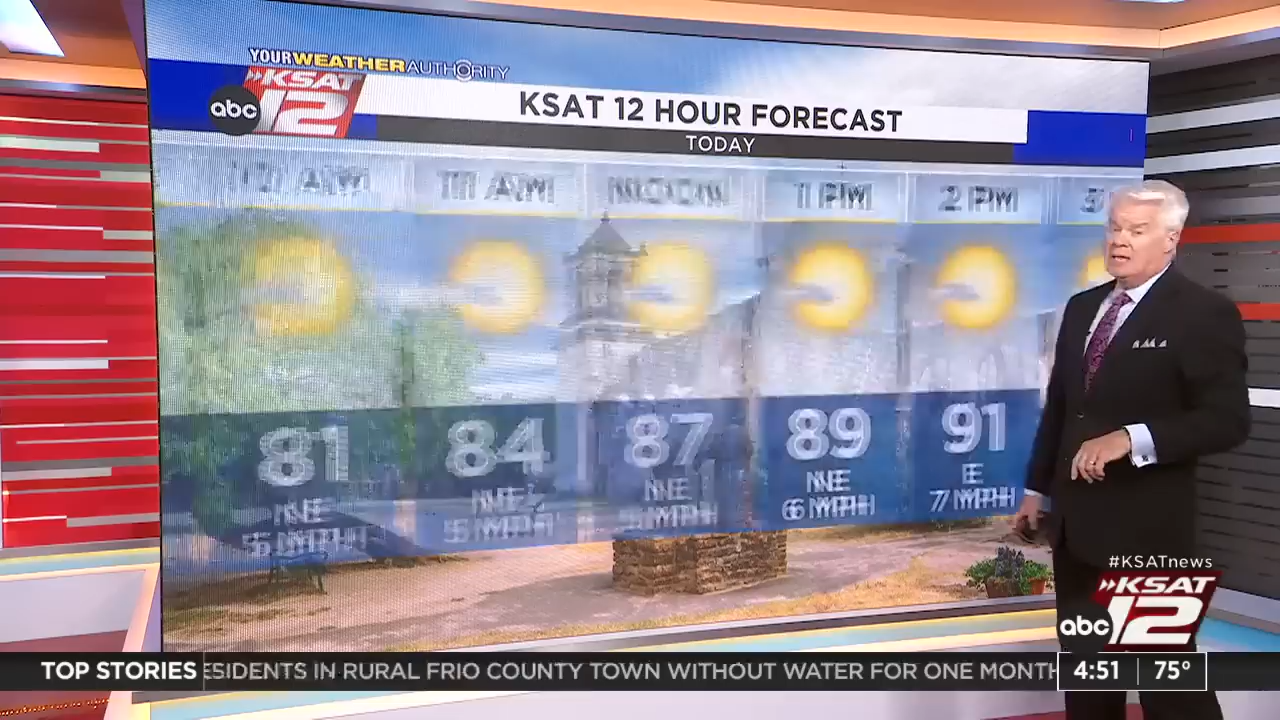 YOUR WEATHER AUTHORITY
KSAT
abc 12
KSAT 12 HOUR FORECAST
TODAY
11 AM NOON 1 PM 2 PM
81 84 87 89 91
NE NE NE NE E
5 MPH 5 MPH 5 MPH 6 MPH 7 MPH
#KSATnews
KSAT
abc 12
TOP STORIES ESIDENTS IN RURAL FRIO COUNTY TOWN WITHOUT WATER FOR ONE MONTH 4:51 75°